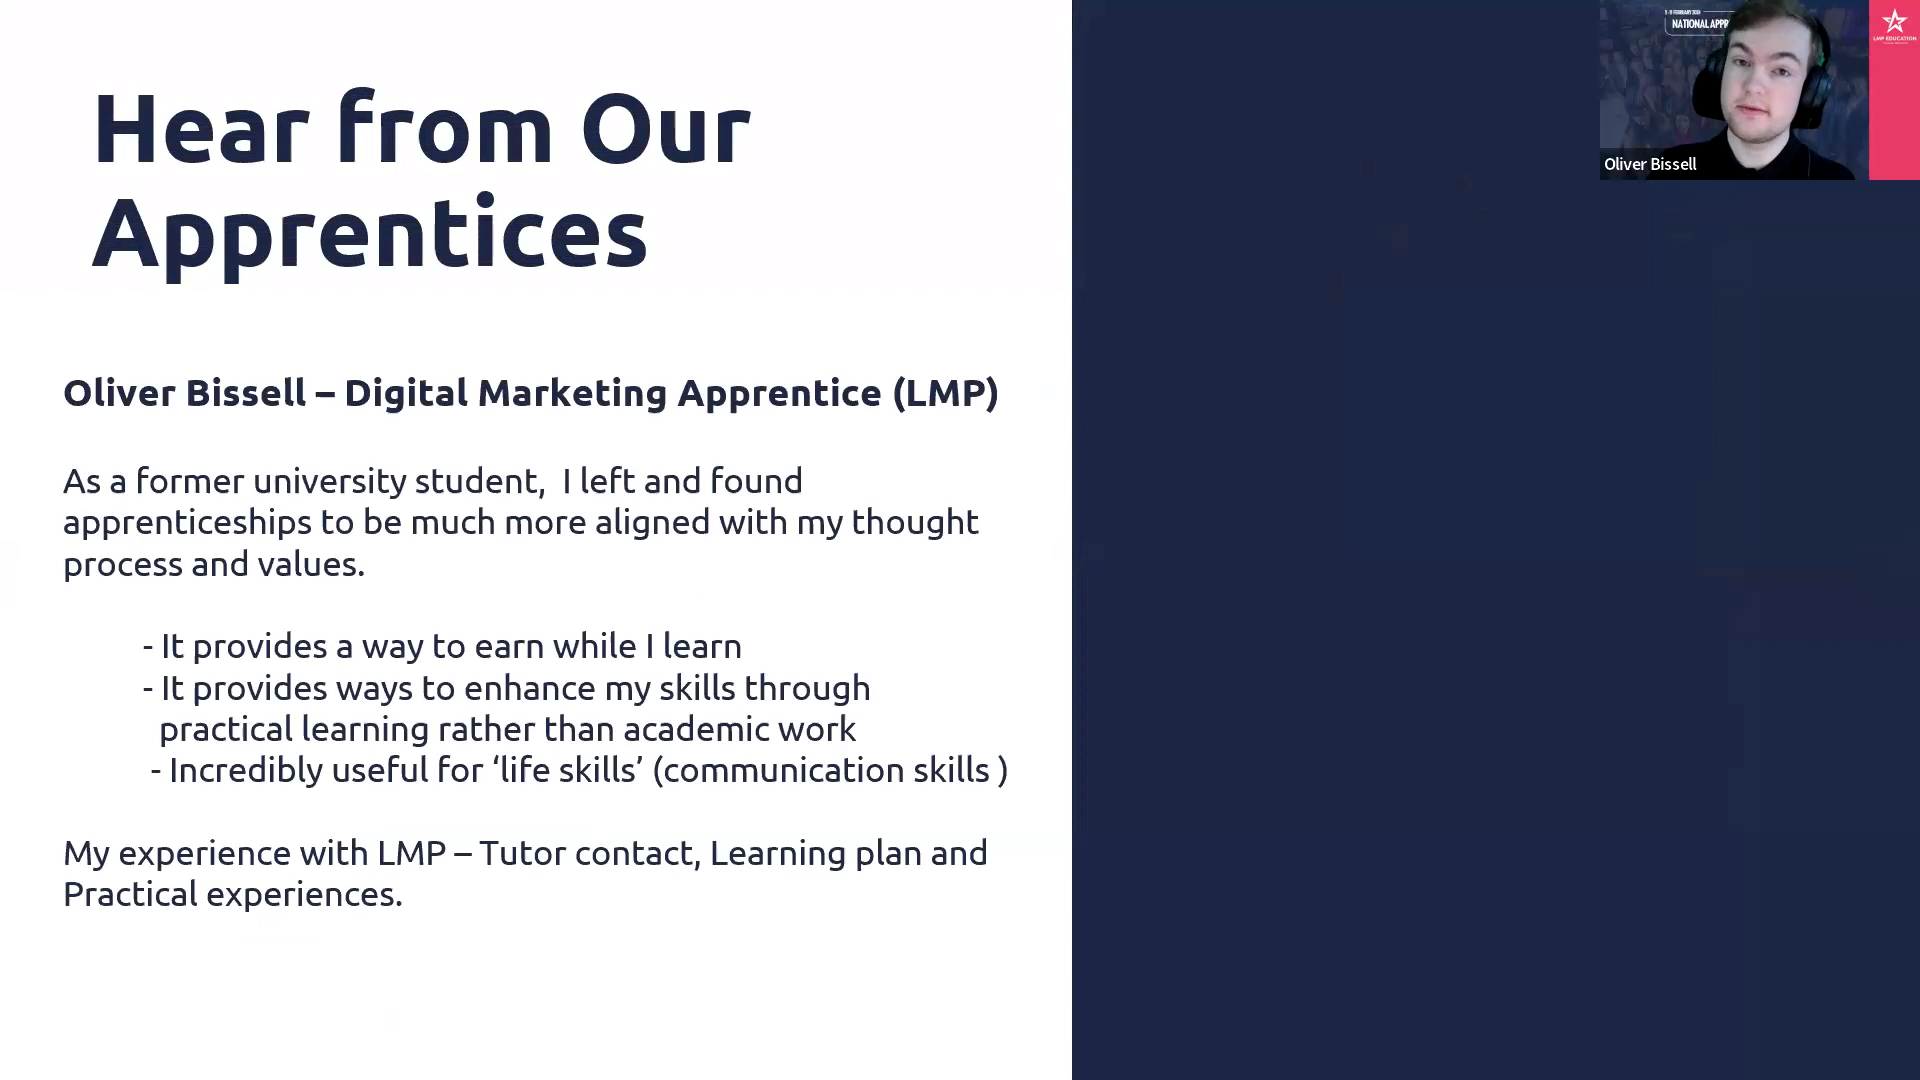 Hear from Our
Apprentices
Oliver Bissell – Digital Marketing Apprentice (LMP)
As a former university student,  I left and found
apprenticeships to be much more aligned with my thought
process and values.
- It provides a way to earn while I learn
- It provides ways to enhance my skills through
practical learning rather than academic work
- Incredibly useful for ‘life skills’ (communication skills )
My experience with LMP – Tutor contact, Learning plan and
Practical experiences.
NATIONAL APPR
LMP EDUCATION
Oliver Bissell